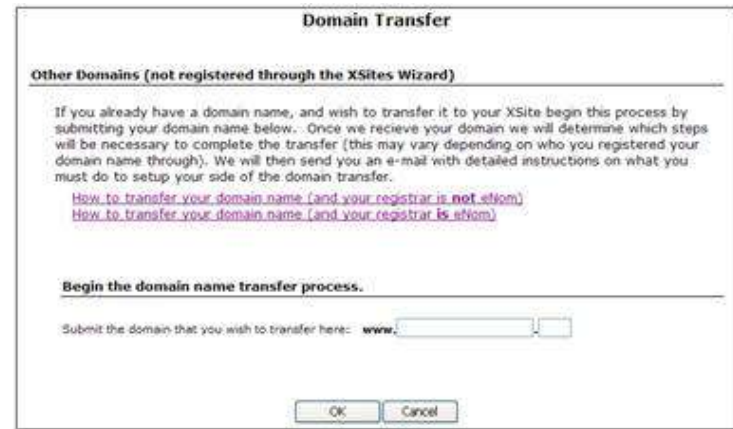 Domain Transfer
Other Domains (not registered through the XSites Wizard)
If you already have a domain name, and wish to transfer it to your XSite begin this process by
submitting your domain name below. Once we recieve your domain we will determine which steps
will be necessary to complete the transfer (this may vary depending on who you registered your
domain name through). We will then send you an e-mail with detailed instructions on what you
must do to setup your side of the domain transfer.
How to transfer your domain name (and your registrar is not eNom)
How to transfer your domain name (and your registrar is eNom)
Begin the domain name transfer process.
Submit the domain that you wish to transfer here: www. .
OK Cancel